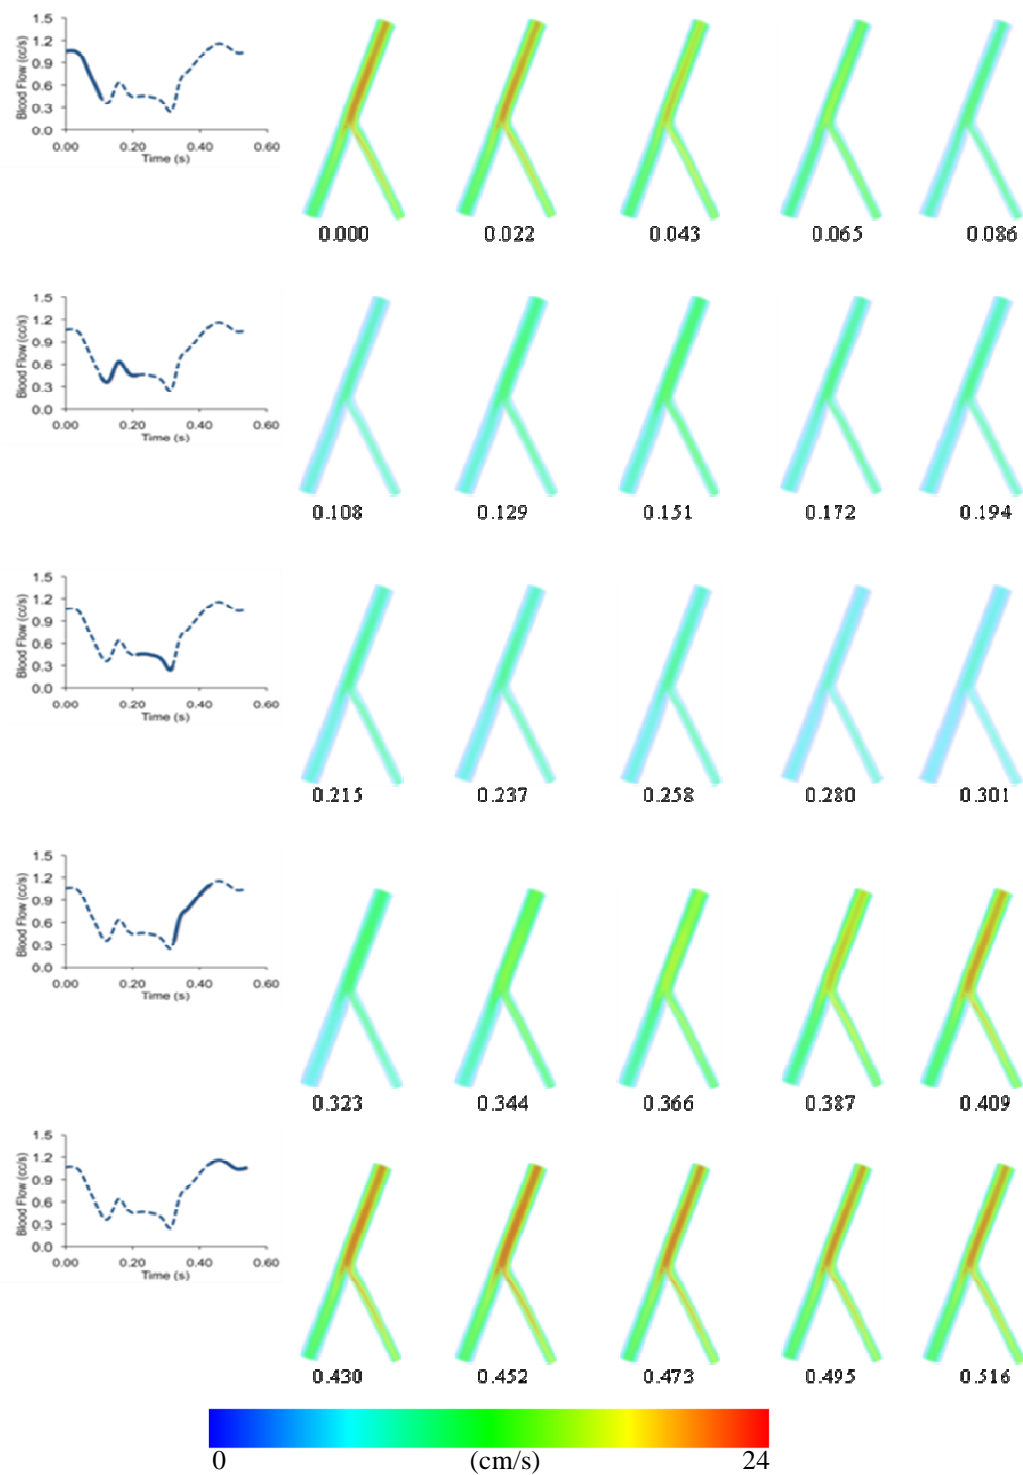 1.5
1.2
0.9
0.6
0.3
0.0
Blood Flow (cc/s)
0.00 0.20 0.40 0.60
Time (s)
0.000 0.022 0.043 0.065 0.086
1.5
1.2
0.9
0.6
0.3
0.0
Blood Flow (cc/s)
0.00 0.20 0.40 0.60
Time (s)
0.108 0.129 0.151 0.172 0.194
1.5
1.2
0.9
0.6
0.3
0.0
Blood Flow (cc/s)
0.00 0.20 0.40 0.60
Time (s)
0.215 0.237 0.258 0.280 0.301
1.5
1.2
0.9
0.6
0.3
0.0
Blood Flow (cc/s)
0.00 0.20 0.40 0.60
Time (s)
0.323 0.344 0.366 0.387 0.409
1.5
1.2
0.9
0.6
0.3
0.0
Blood Flow (cc/s)
0.00 0.20 0.40 0.60
Time (s)
0.430 0.452 0.473 0.495 0.516
0 (cm/s) 24